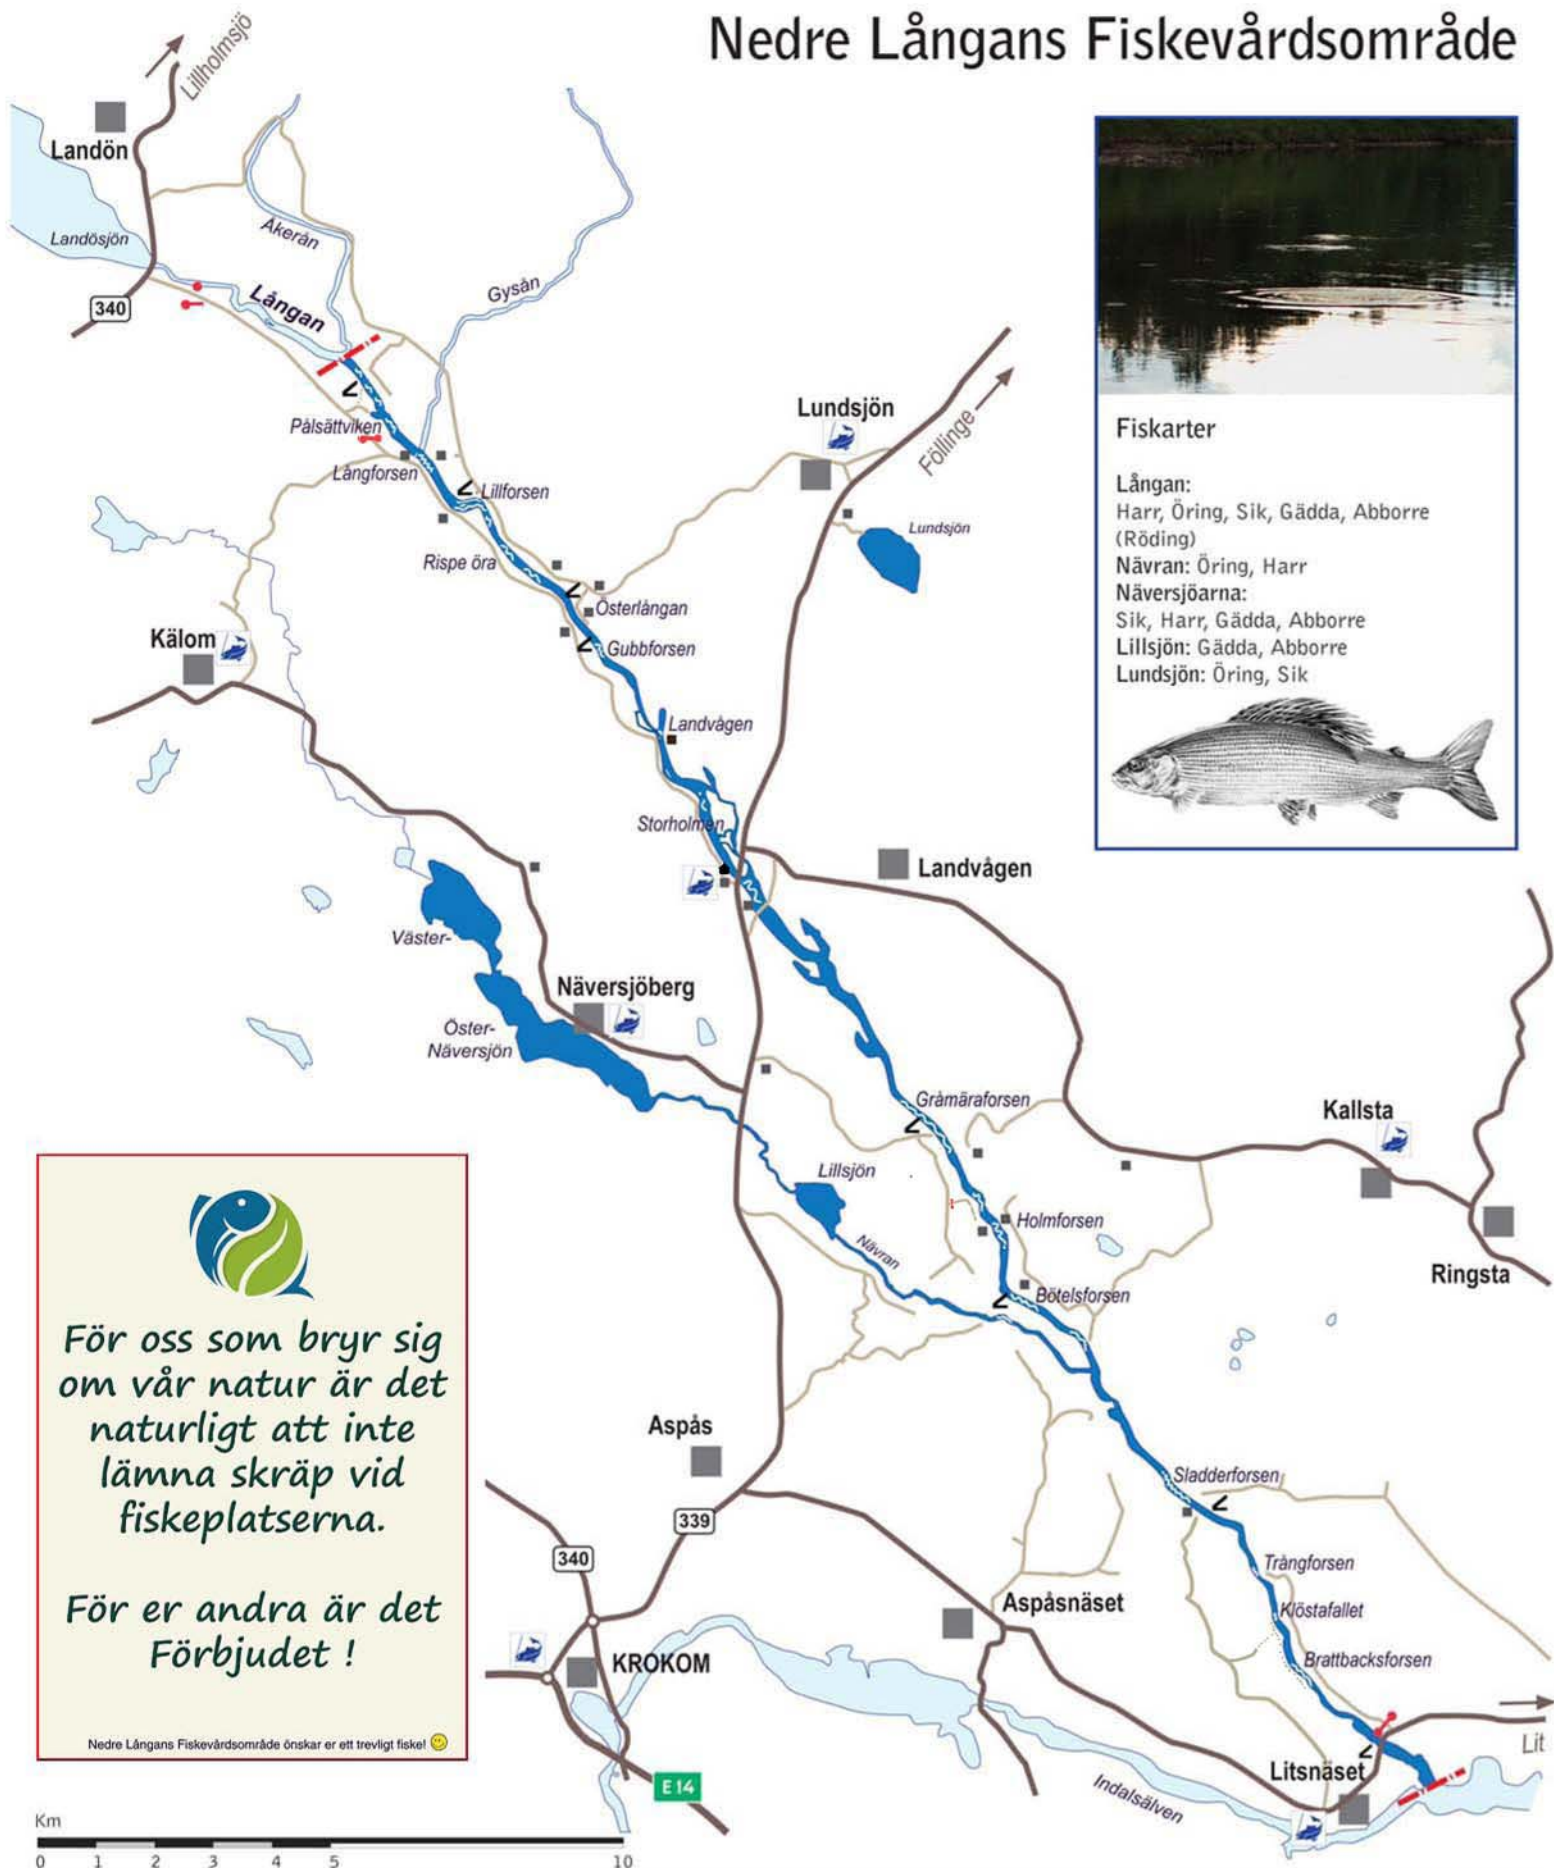 Nedre Långans Fiskevårdsområde
Lillholmsjö
Landön
Landösjön
Åkerån
Gysån
Långan
340
Pålsättviken
Långforsen
Lillforsen
Rispe öra
Österlångan
Gubbforsen
Landvågen
Storholmen
Lundsjön
Lundsjön
Föllinge
Kälom
Fiskarter
Långan:
Harr, Öring, Sik, Gädda, Abborre
(Röding)
Nävran: Öring, Harr
Näversjöarna:
Sik, Harr, Gädda, Abborre
Lillsjön: Gädda, Abborre
Lundsjön: Öring, Sik
Landvågen
Väster-
Näversjöberg
Öster-
Näversjön
Gråmäraforsen
Kallsta
Lillsjön
Holmforsen
Nävran
Bötelsforsen
Ringsta
För oss som bryr sig
om vår natur är det
naturligt att inte
lämna skräp vid
fiskeplatserna.
För er andra är det
Förbjudet !
Nedre Långans Fiskevårdsområde önskar er ett trevligt fiske!
Aspås
339
340
Sladderforsen
Trångforsen
Klöstafallet
Brattbacksforsen
Aspåsnäset
KROKOM
E 14
Litsnäset
Lit
Indalsälven
Km
0 1 2 3 4 5 10